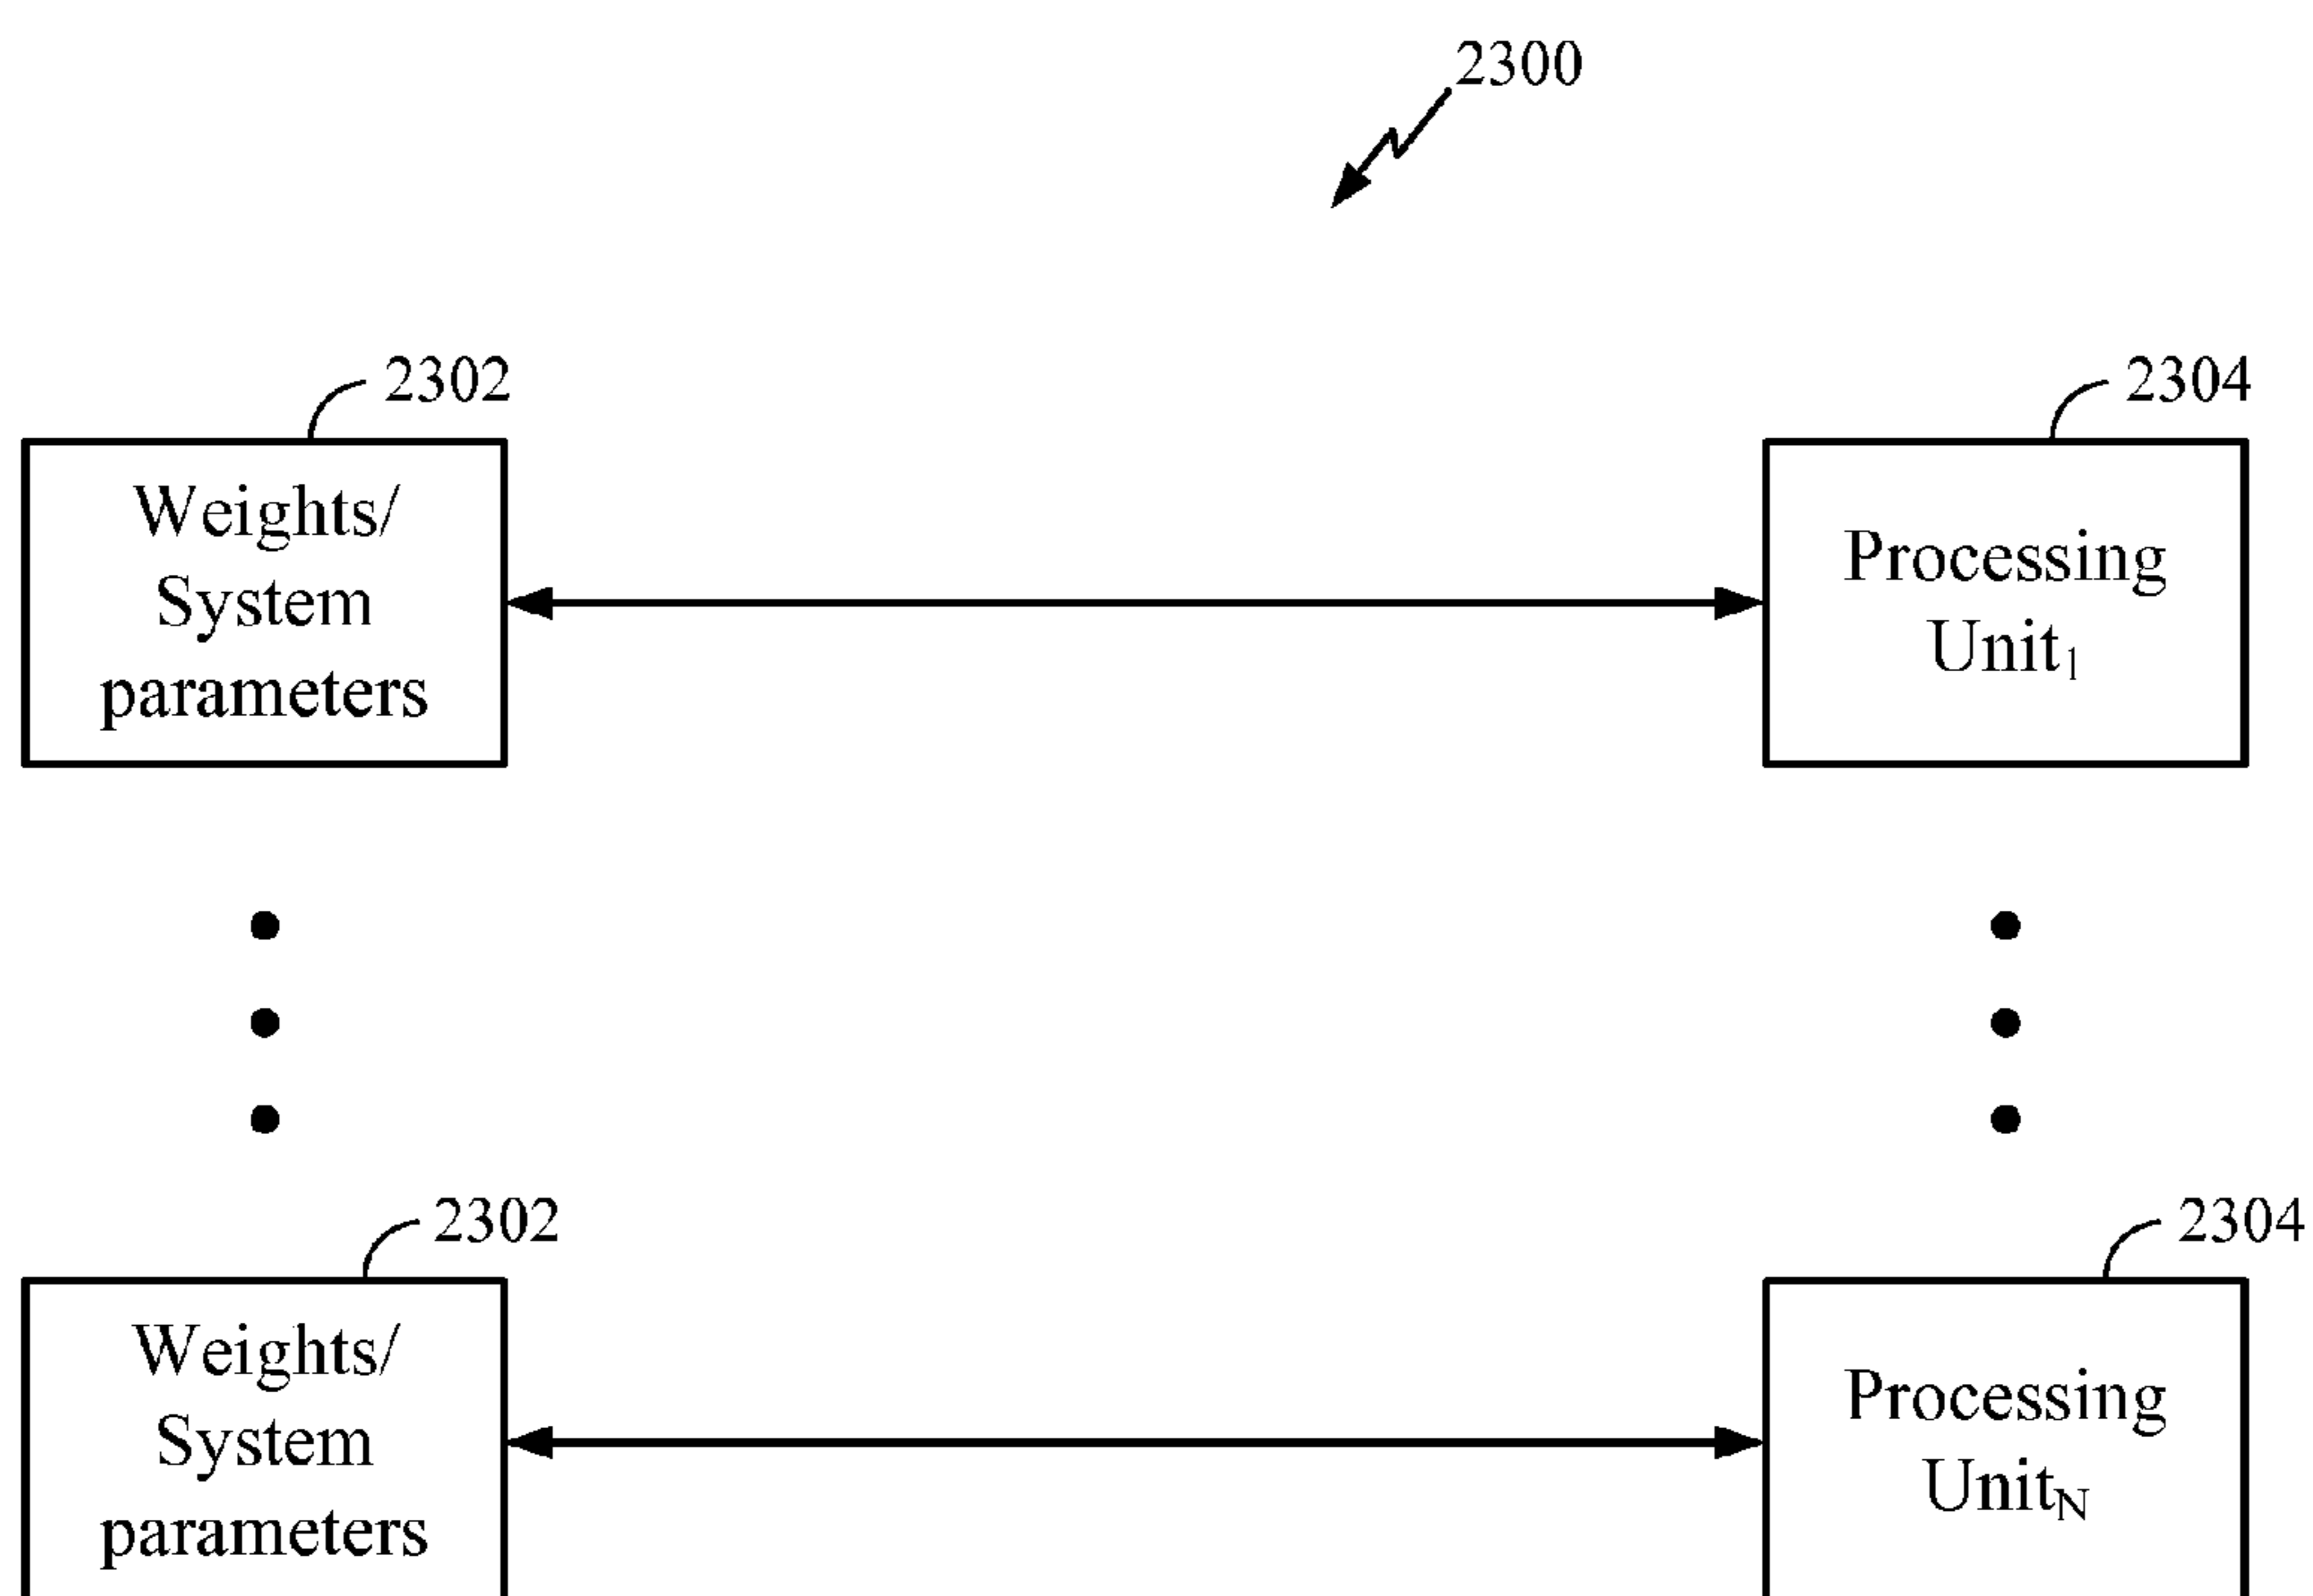 2300
2302
2304
Weights/
System
parameters
Processing
Unit1
2302
2304
Weights/
System
parameters
Processing
UnitN